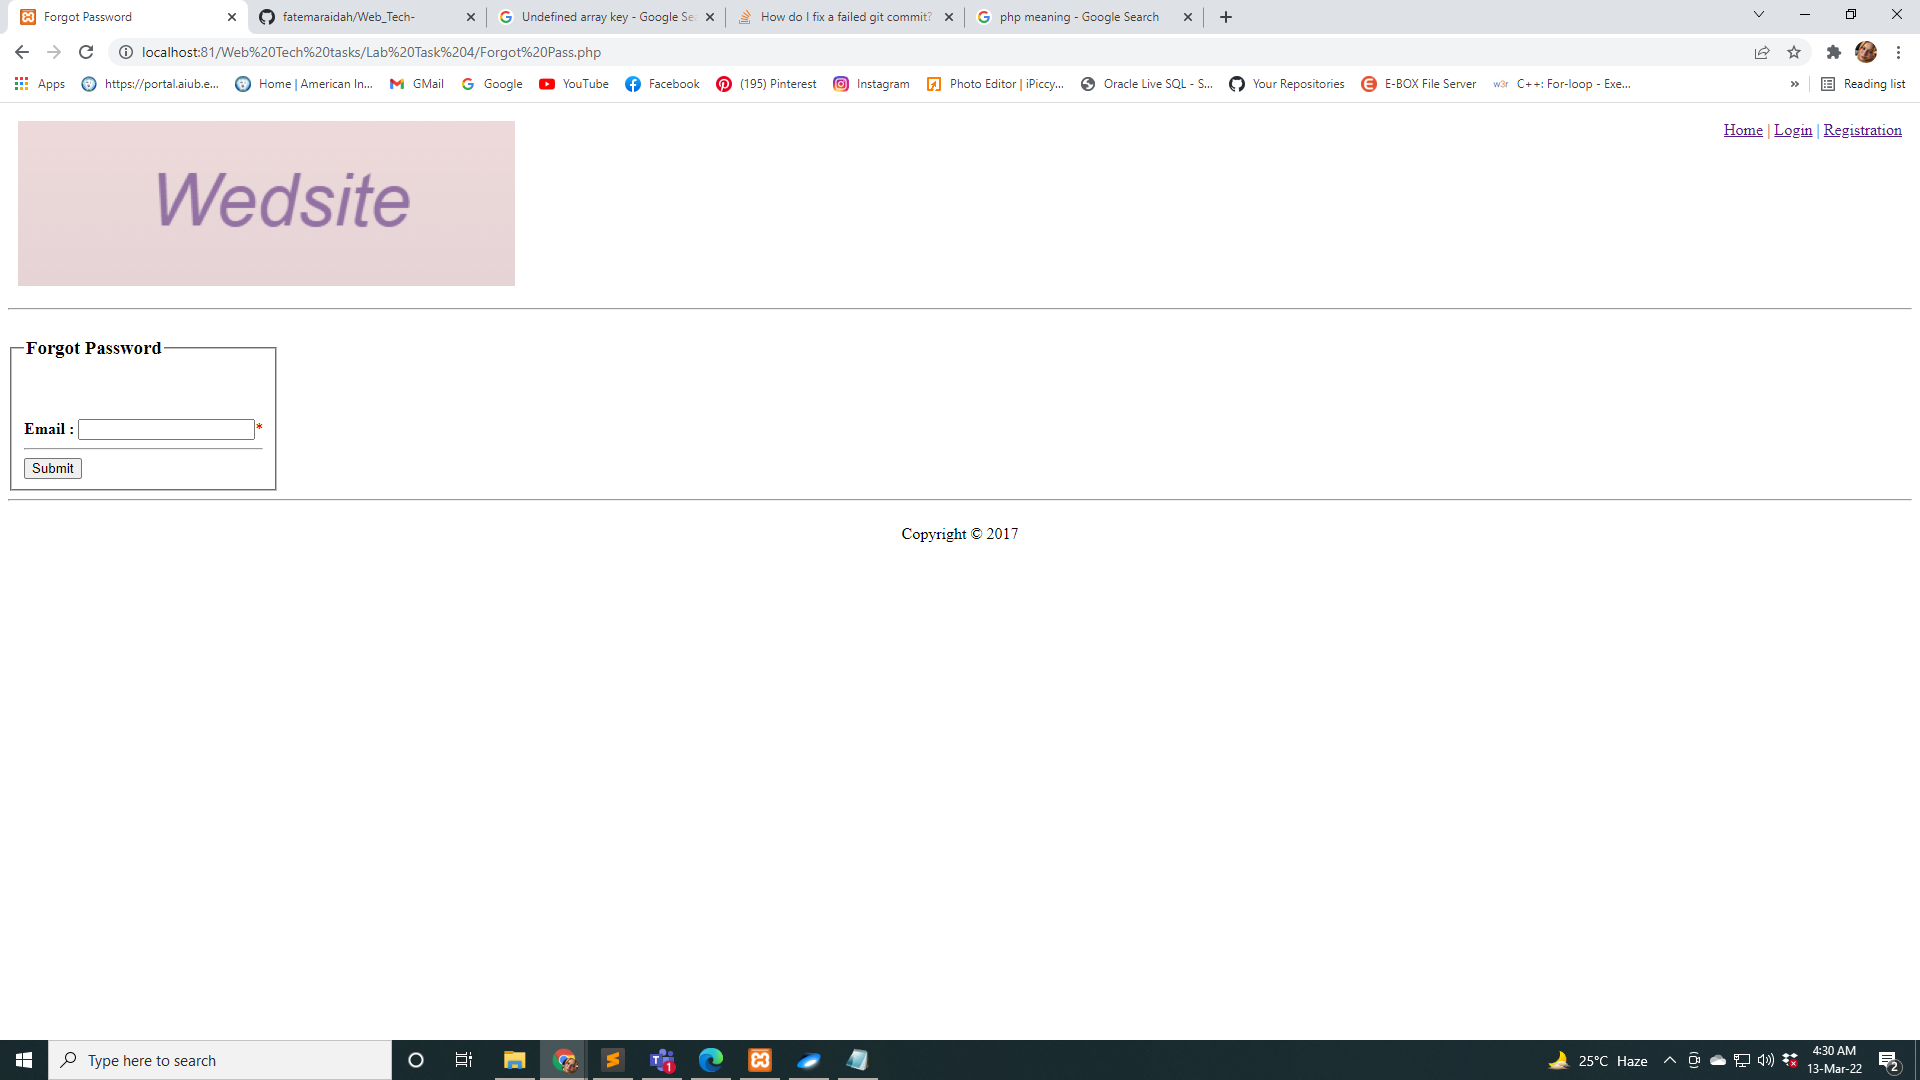 Forgot Password
fatemaraidah/Web_Tech-
Undefined array key - Google Se
How do I fix a failed git commit?
php meaning - Google Search
localhost:81/Web%20Tech%20tasks/Lab%20Task%204/Forgot%20Pass.php
Apps
https://portal.aiub.e...
Home | American In...
GMail
Google
YouTube
Facebook
(195) Pinterest
Instagram
Photo Editor | iPiccy...
Oracle Live SQL - S...
Your Repositories
E-BOX File Server
w3r
C++: For-loop - Exe...
»
Reading list
Wedsite
Home | Login | Registration
Forgot Password
Email : *
Submit
Copyright © 2017
Type here to search
1
25°C Haze
4:30 AM
13-Mar-22
2